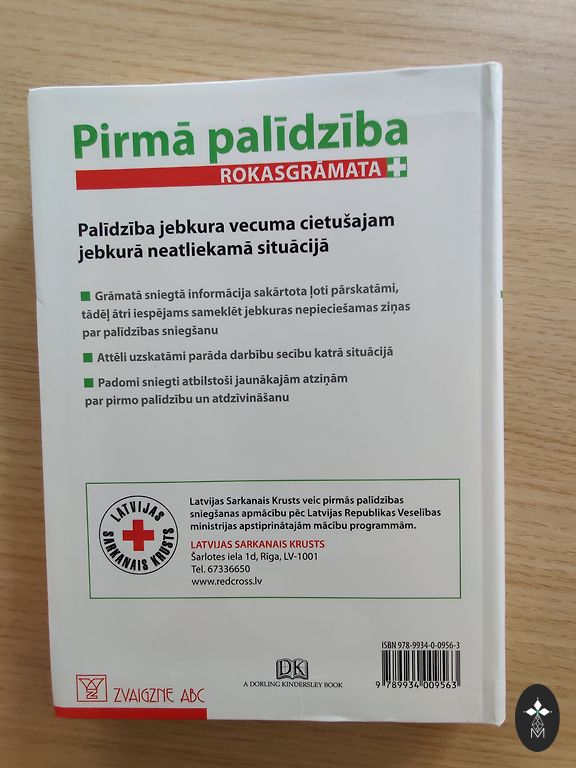 Pirmā palīdzība
ROKASGRĀMATA
Palīdzība jebkura vecuma cietušajam
jebkurā neatliekamā situācijā
Grāmatā sniegtā informācija sakārtota ļoti pārskatāmi,
tādēļ ātri iespējams sameklēt jebkuras nepieciešamas ziņas
par palīdzības sniegšanu
Attēli uzskatāmi parāda darbību secību katrā situācijā
Padomi sniegti atbilstoši jaunākajām atziņām
par pirmo palīdzību un atdzīvināšanu
LATVIJAS
SARKANAIS KRUSTS
Latvijas Sarkanais Krusts veic pirmās palīdzības
sniegšanas apmācību pēc Latvijas Republikas Veselības
ministrijas apstiprinātajām mācību programmām.
LATVIJAS SARKANAIS KRUSTS
Šarlotes iela 1d, Rīga, LV-1001
Tel. 67336650
www.redcross.lv
ISBN 978-9934-0-0956-3
9 789934 009563
DK
A DORLING KINDERSLEY BOOK
ZVAIGZNE ABC
M